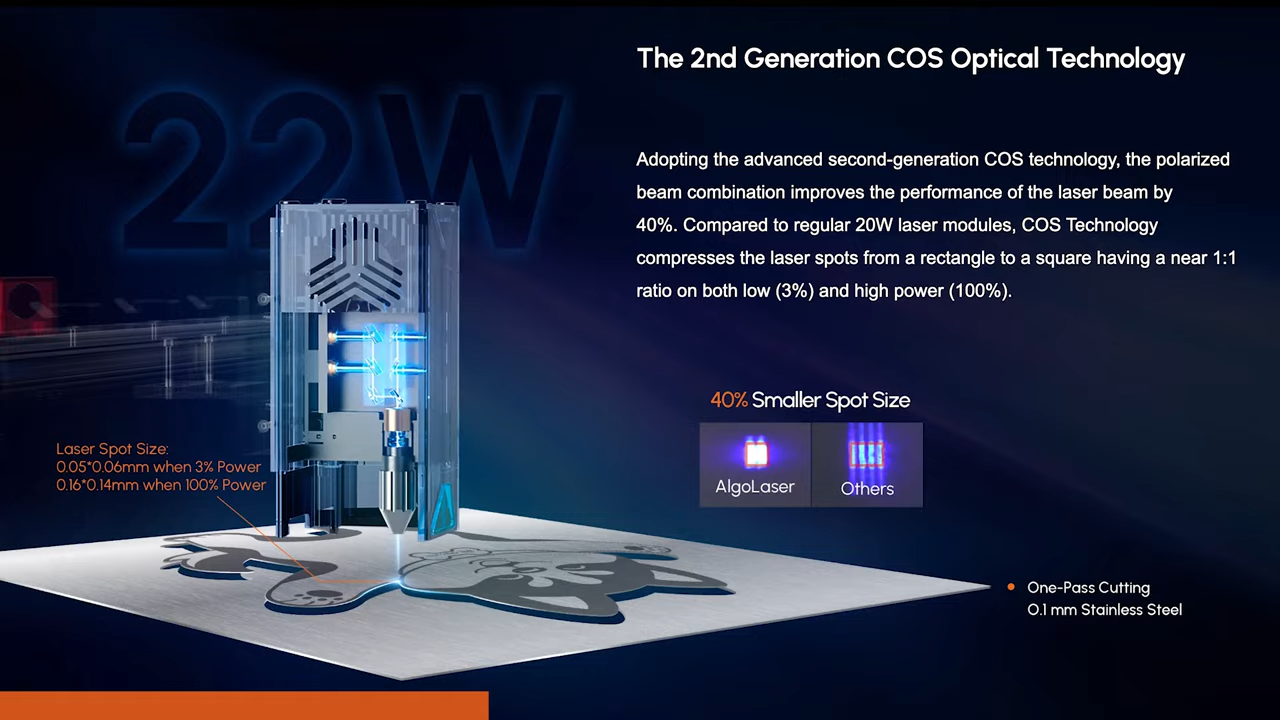 The 2nd Generation COS Optical Technology
22W
Adopting the advanced second-generation COS technology, the polarized
beam combination improves the performance of the laser beam by
40%. Compared to regular 20W laser modules, COS Technology
compresses the laser spots from a rectangle to a square having a near 1:1
ratio on both low (3%) and high power (100%).
40% Smaller Spot Size
AlgoLaser
Others
Laser Spot Size:
0.05*0.06mm when 3% Power
0.16*0.14mm when 100% Power
One-Pass Cutting
0.1 mm Stainless Steel